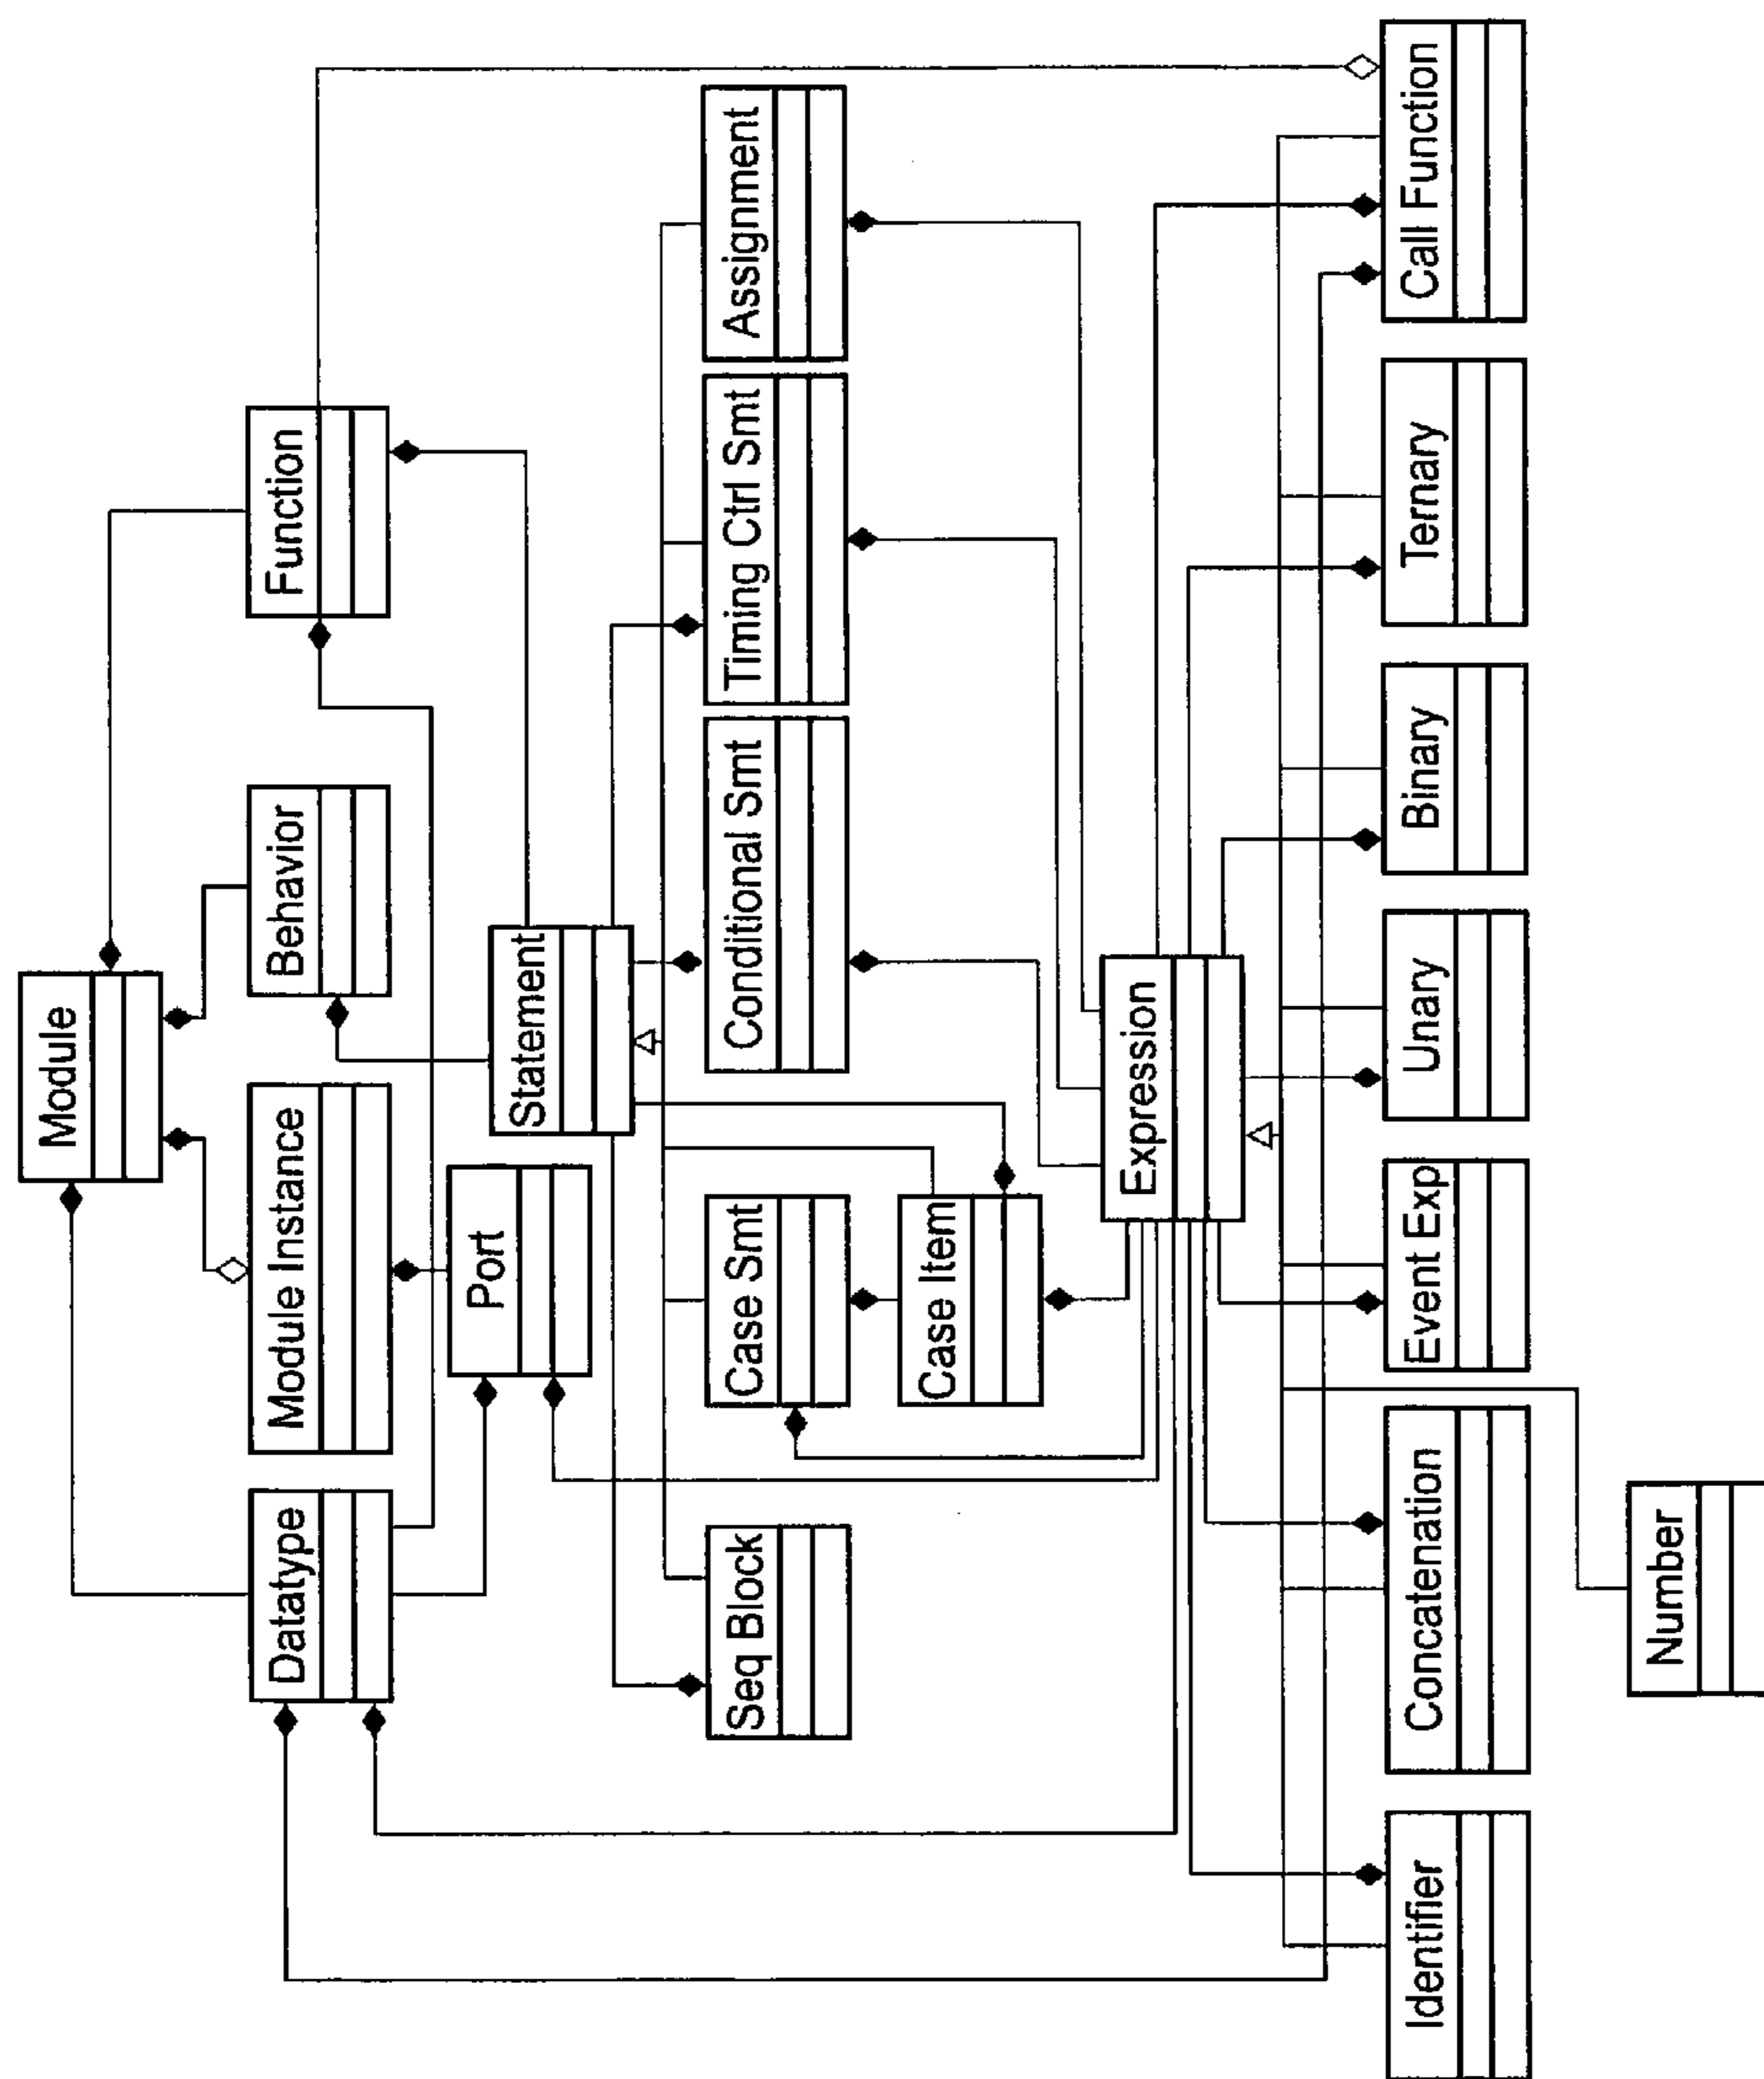 Module
Datatype
Module Instance
Behavior
Function
Port
Statement
Seq Block
Case Smt
Conditional Smt
Timing Ctrl Smt
Assignment
Case Item
Expression
Identifier
Concatenation
Event Exp
Unary
Binary
Ternary
Call Function
Number